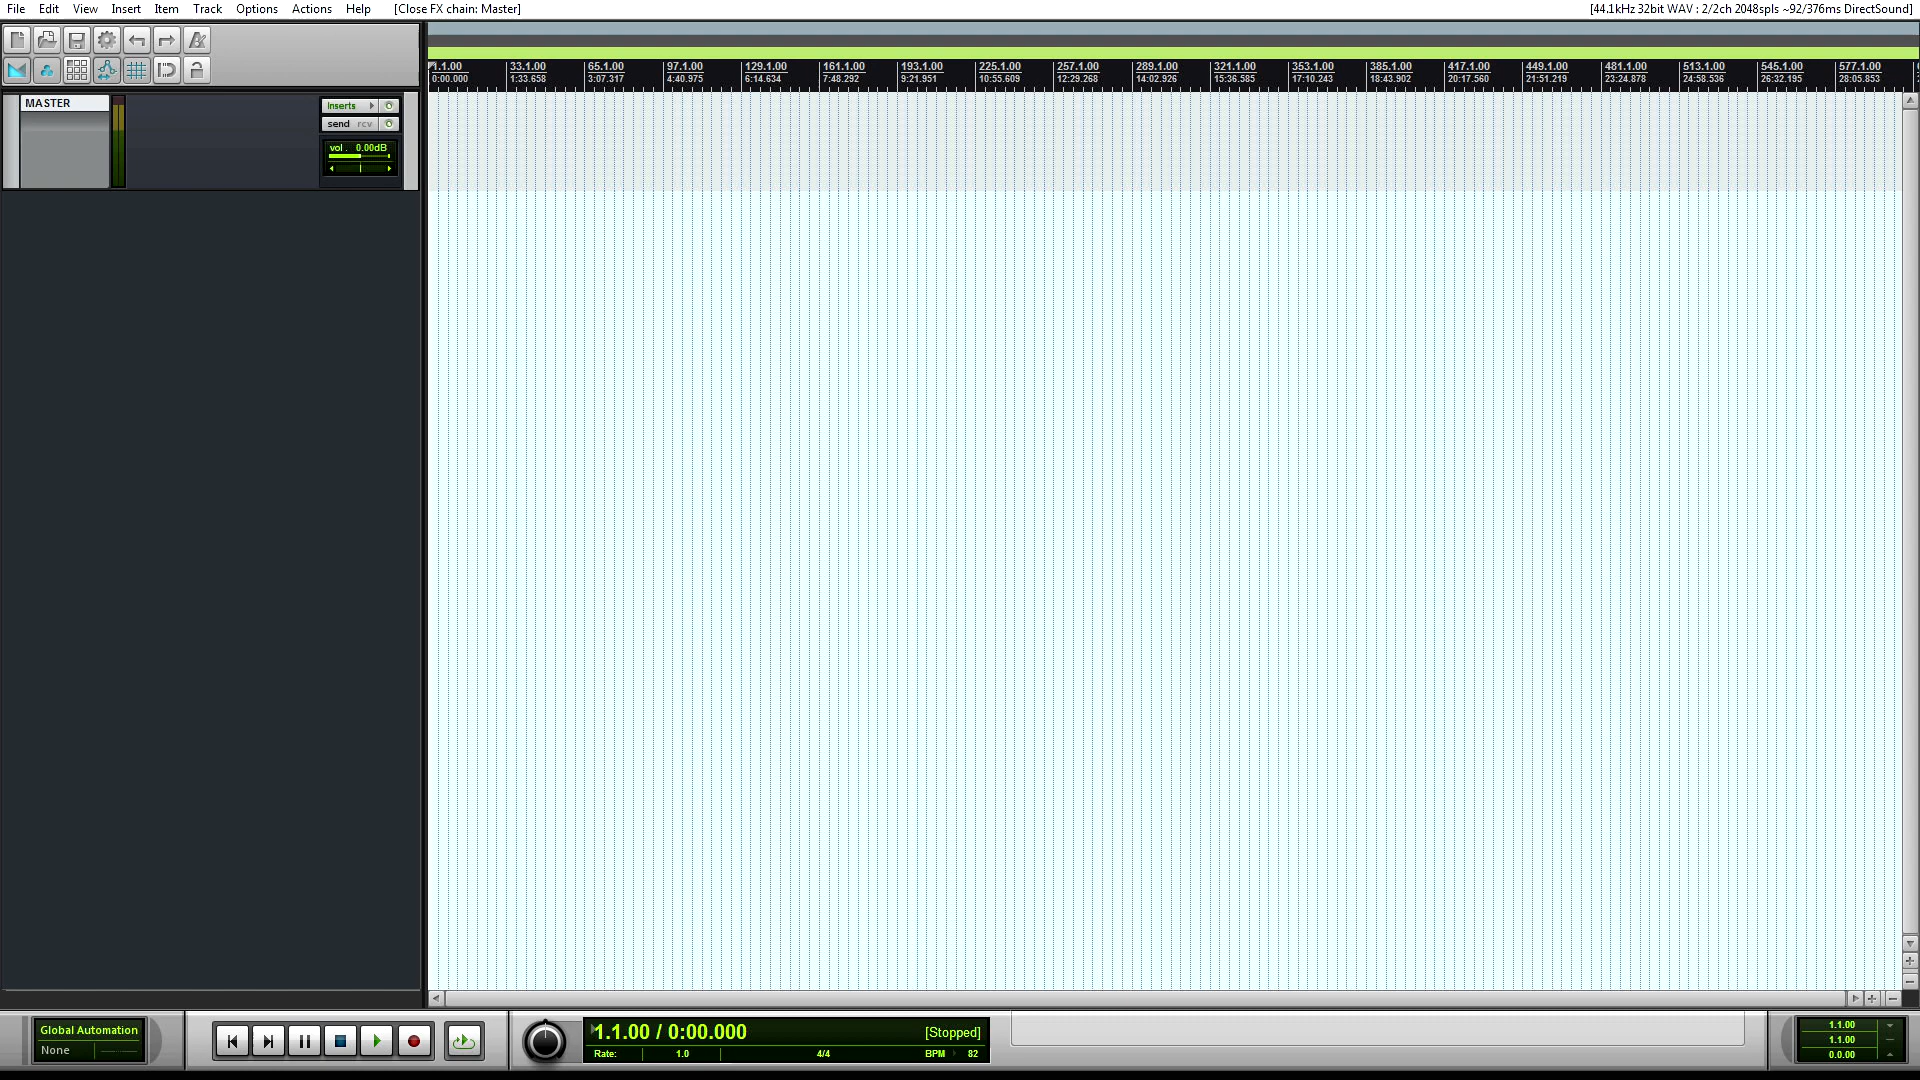 File Edit View Insert Item Track Options Actions Help [Close FX chain: Master] [44.1kHz 32bit WAV : 2/2ch 2048spls ~92/376ms DirectSound]
1.1.00 33.1.00 65.1.00 97.1.00 129.1.00 161.1.00 193.1.00 225.1.00 257.1.00 289.1.00 321.1.00 353.1.00 385.1.00 417.1.00 449.1.00 481.1.00 513.1.00 545.1.00 577.1.00
0:00.000 1:33.658 3:07.317 4:40.975 6:14.634 7:48.292 9:21.951 10:55.609 12:29.268 14:02.926 15:36.585 17:10.243 18:43.902 20:17.560 21:51.219 23:24.878 24:58.536 26:32.195 28:05.853
MASTER Inserts
send rcv
vol. 0.00dB
Global Automation
None
1.1.00 / 0:00.000 [Stopped]
Rate: 1.0 4/4 BPM 82
1.1.00
1.1.00
0.0.00